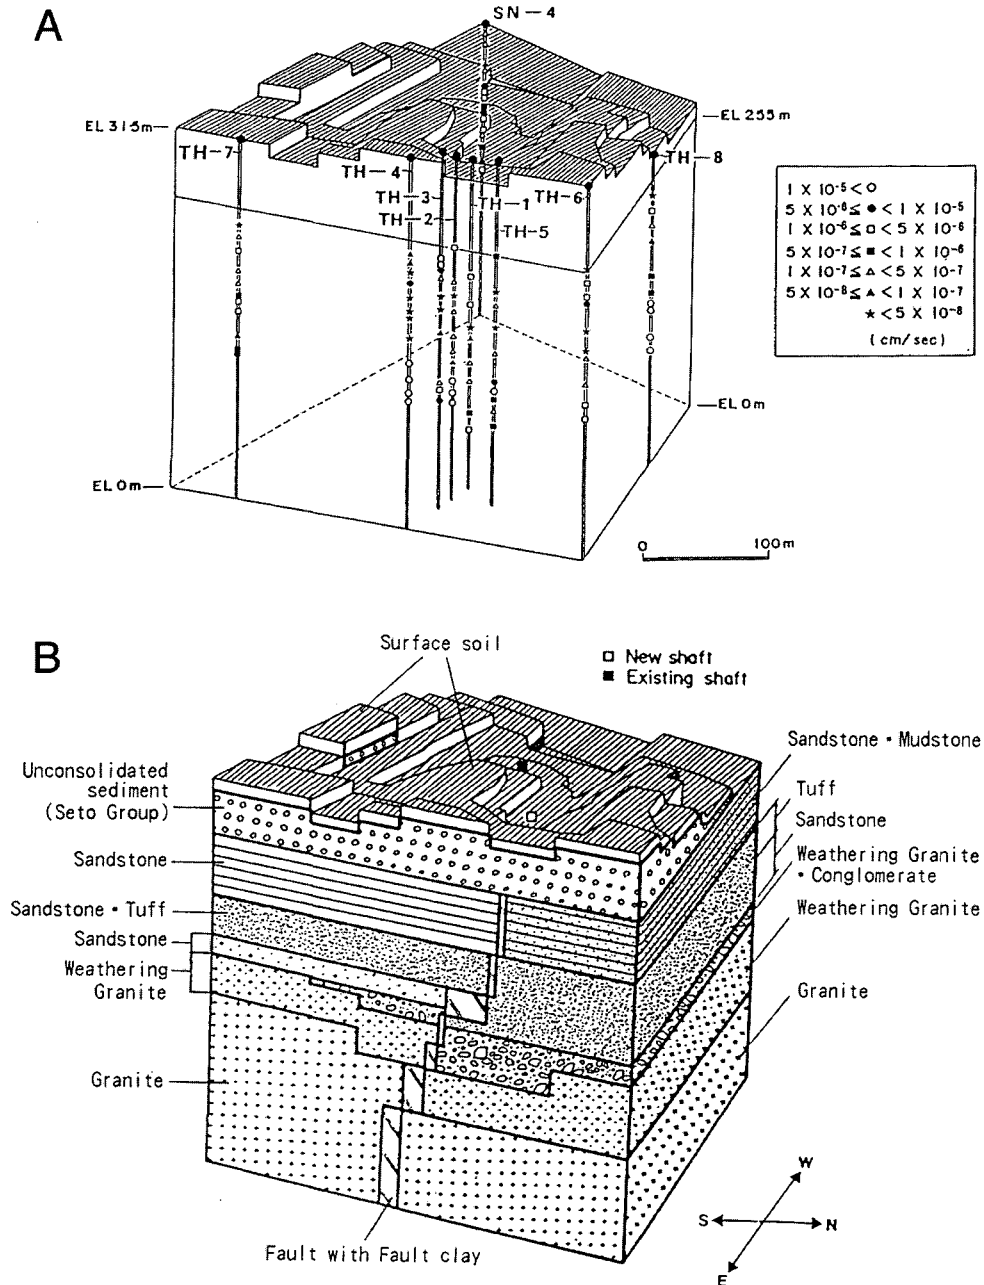 A
SN-4
EL 315m
EL 255m
TH-7
TH-8
TH-4
TH-3
TH-1
TH-6
TH-2
TH-5
1 X 10⁻⁵ < ○
5 X 10⁻⁶ ≤ ● < 1 X 10⁻⁵
1 X 10⁻⁶ ≤ □ < 5 X 10⁻⁶
5 X 10⁻⁷ ≤ ■ < 1 X 10⁻⁶
1 X 10⁻⁷ ≤ △ < 5 X 10⁻⁷
5 X 10⁻⁸ ≤ ▲ < 1 X 10⁻⁷
★ < 5 X 10⁻⁸
(cm/sec)
EL 0m
EL 0m
0 100m
B
Surface soil
□ New shaft
■ Existing shaft
Sandstone・Mudstone
Unconsolidated
sediment
(Seto Group)
Tuff
Sandstone
Weathering Granite
・Conglomerate
Sandstone
Weathering Granite
Sandstone・Tuff
Sandstone
Weathering
Granite
Granite
Granite
Fault with Fault clay
W
S N
E